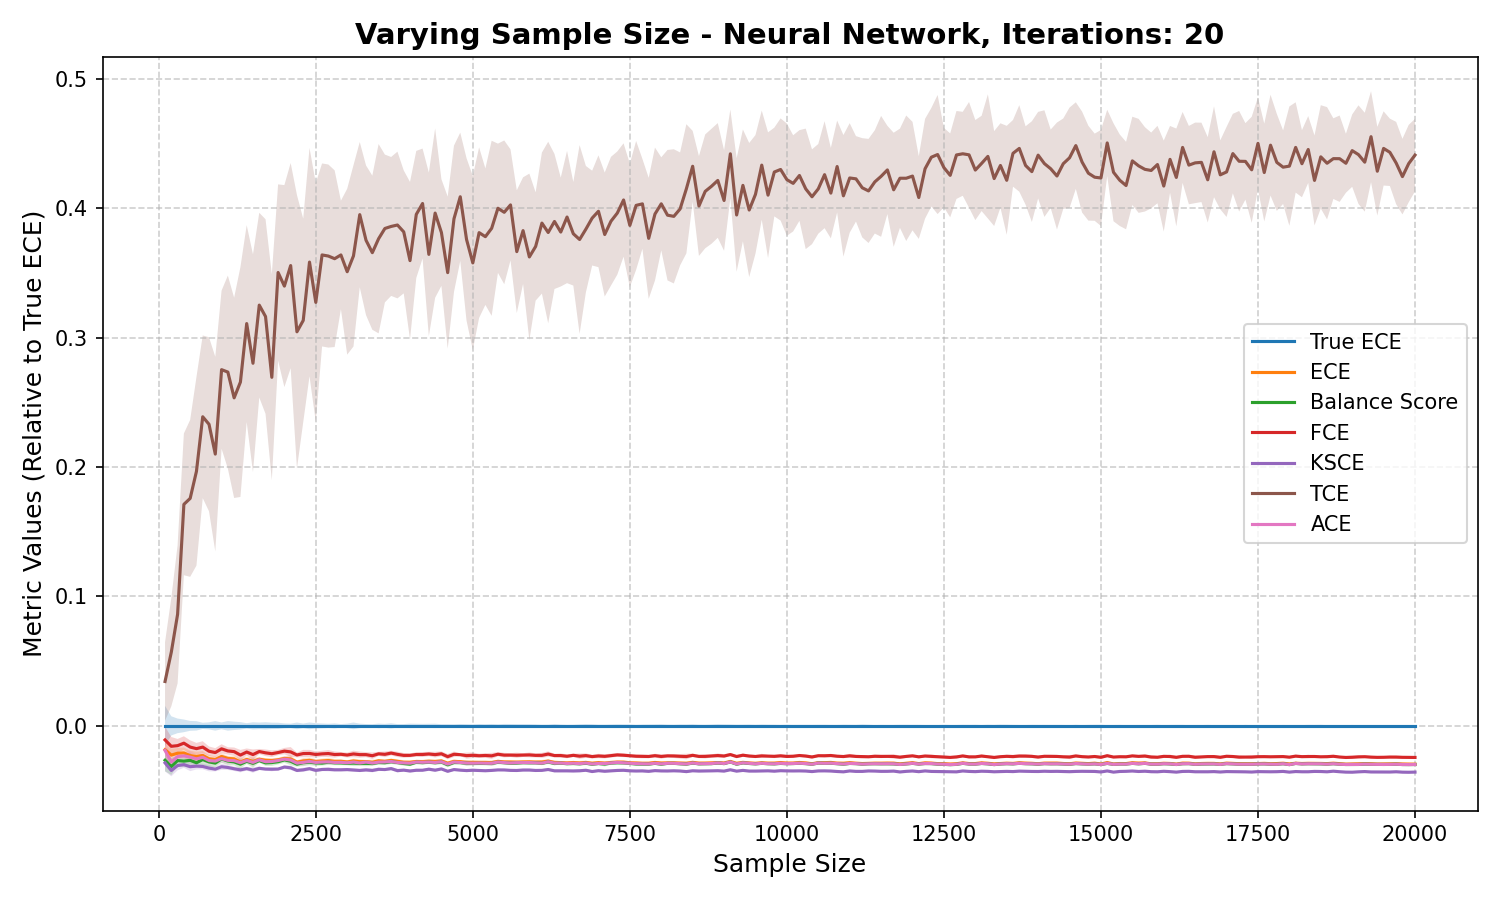 Varying Sample Size - Neural Network, Iterations: 20
Metric Values (Relative to True ECE)
0.5
0.4
0.3
0.2
0.1
0.0
True ECE
ECE
Balance Score
FCE
KSCE
TCE
ACE
0 2500 5000 7500 10000 12500 15000 17500 20000
Sample Size